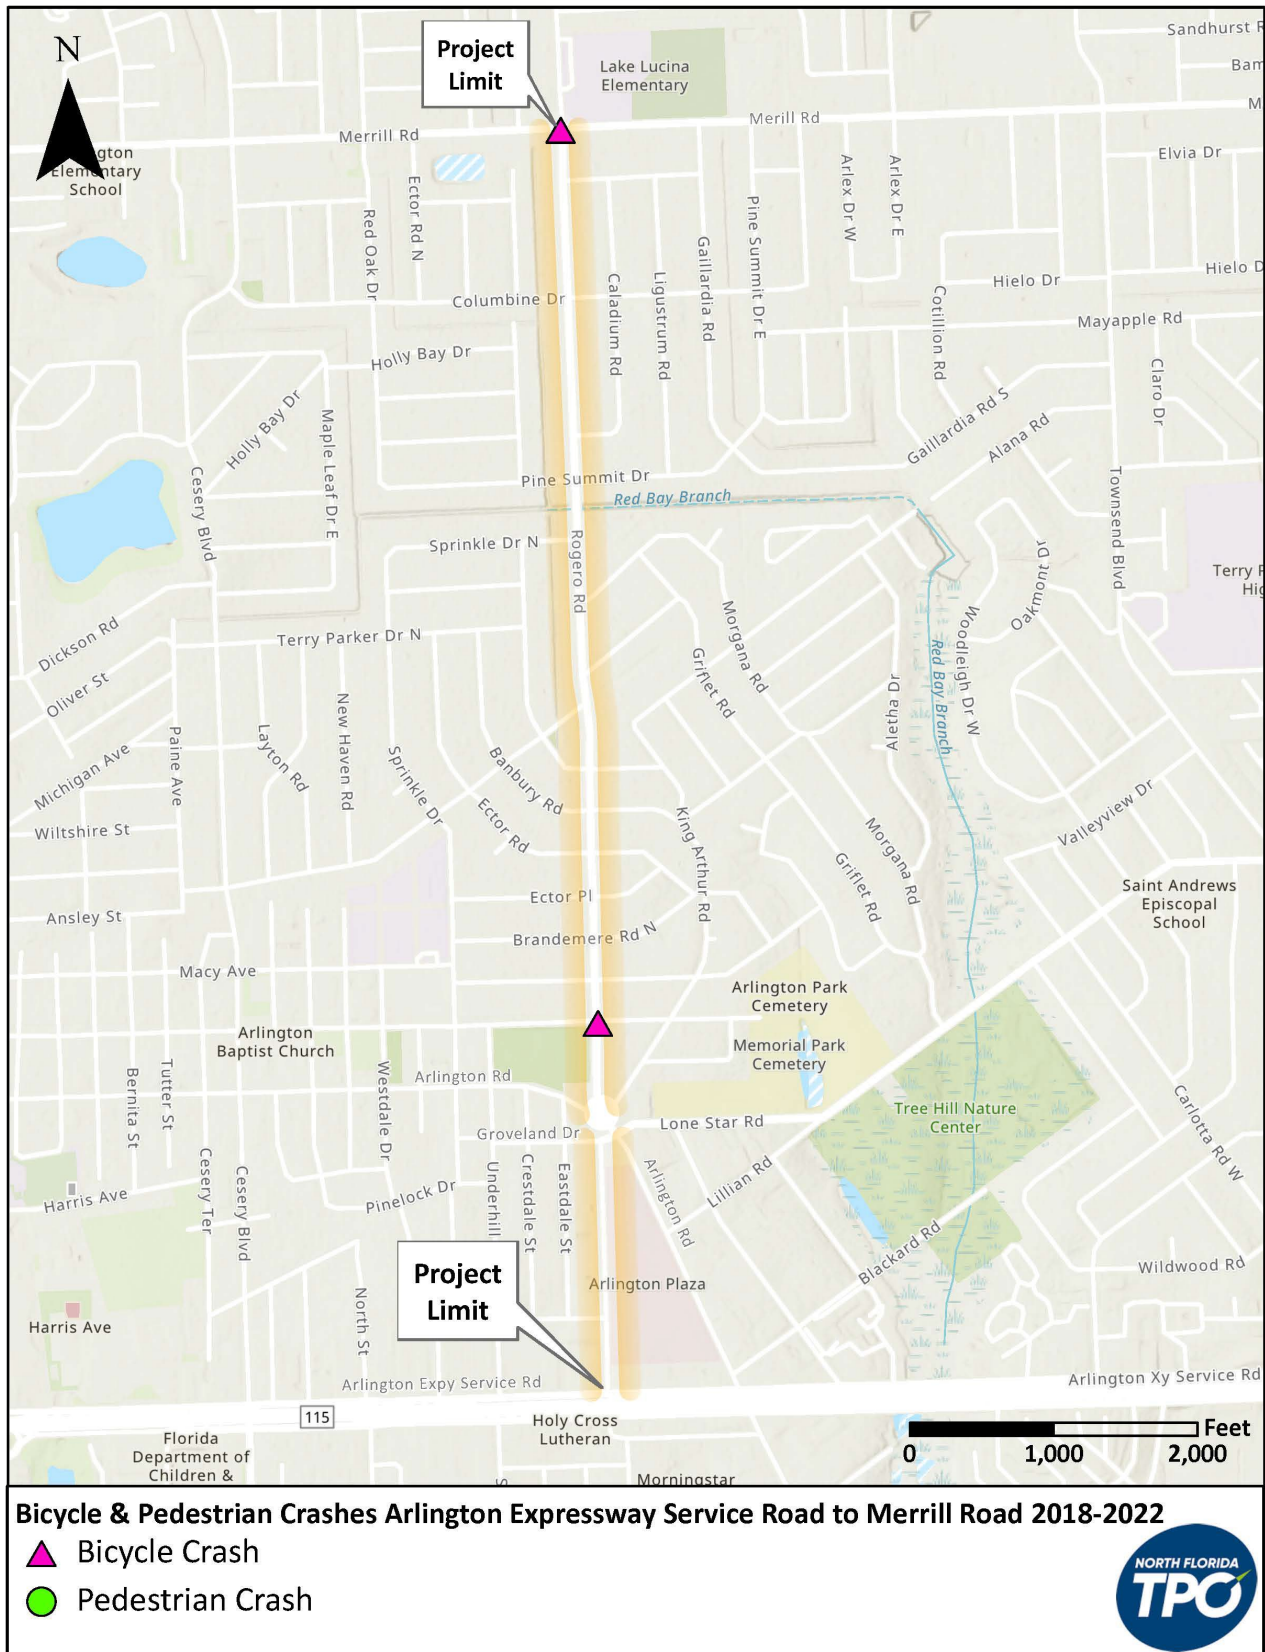 N
Project
Limit
Lake Lucina
Elementary
Sandhurst R
Bam
M
Merrill Rd
Merill Rd
gton
Elementary
School
Elvia Dr
Ector Rd N
Red Oak Dr
Arlex Dr W
Arlex Dr E
Pine Summit Dr E
Gaillardia Rd
Ligustrum Rd
Caladium Rd
Columbine Dr
Hielo Dr
Hielo D
Cotillion Rd
Mayapple Rd
Holly Bay Dr
Claro Dr
Holly Bay Dr
Maple Leaf Dr E
Gaillardia Rd S
Alana Rd
Cesery Blvd
Pine Summit Dr
Red Bay Branch
Townsend Blvd
Sprinkle Dr N
Rogero Rd
Oakmont Dr
Terry P
Hig
Dickson Rd
Terry Parker Dr N
Morgana Rd
Griflet Rd
Woodleigh Dr W
Red Bay Branch
Aletha Dr
Oliver St
New Haven Rd
Paine Ave
Layton Rd
Michigan Ave
Sprinkle Dr
Banbury Rd
Ector Rd
King Arthur Rd
Valleyview Dr
Wiltshire St
Morgana Rd
Griflet Rd
Saint Andrews
Episcopal
School
Ector Pl
Ansley St
Brandemere Rd N
Macy Ave
Arlington Park
Cemetery
Arlington
Baptist Church
Memorial Park
Cemetery
Arlington Rd
Westdale Dr
Tutter St
Bernita St
Tree Hill Nature
Center
Carlotta Rd W
Lone Star Rd
Groveland Dr
Cesery Ter
Cesery Blvd
Harris Ave
Pinelock Dr
Underhill
Crestdale St
Eastdale St
Arlington Rd
Lillian Rd
Blackard Rd
Wildwood Rd
Project
Limit
Arlington Plaza
North St
Harris Ave
Arlington Expy Service Rd
Arlington Xy Service Rd
115
Holy Cross
Lutheran
Florida
Department of
Children &
S
Morningstar
Feet
0 1,000 2,000
Bicycle & Pedestrian Crashes Arlington Expressway Service Road to Merrill Road 2018-2022
Bicycle Crash
Pedestrian Crash
NORTH FLORIDA
TPO